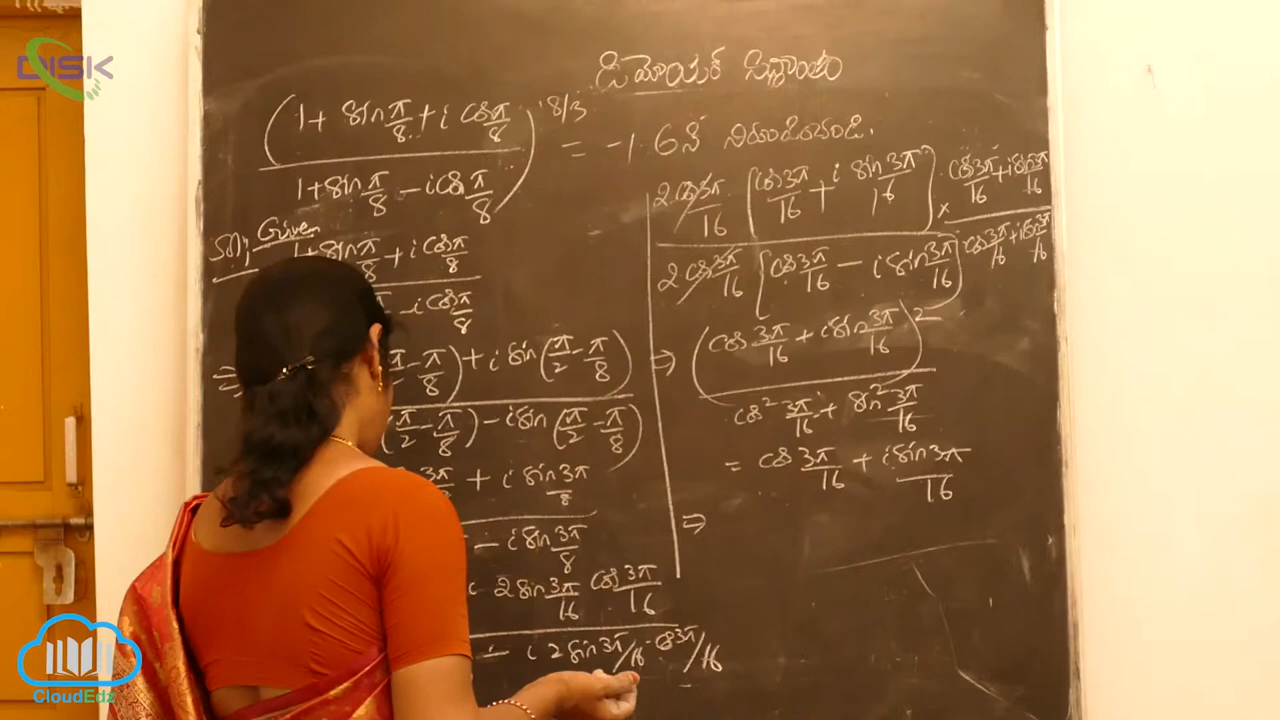 DISK
డిమోయర్ సిద్ధాంతం
(1 + sin π/8 + i cos π/8)^8/3
/ (1 + sin π/8 - i cos π/8) = -1 అని నిరూపించండి.
Sol; Given
1 + sin π/8 + i cos π/8
- i cos π/8
⇒ π/2 - π/8) + i sin (π/2 - π/8)
(π/2 - π/8) - i sin (π/2 - π/8)
3π/8 + i sin 3π/8
- i sin 3π/8
2 sin 3π/16 cos 3π/16
- i 2 sin 3π/16 · cos 3π/16
2 cos 3π/16 [cos 3π/16 + i sin 3π/16] × cos 3π/16 + i sin 3π/16
2 cos 3π/16 [cos 3π/16 - i sin 3π/16] cos 3π/16 + i sin 3π/16
⇒ (cos 3π/16 + i sin 3π/16)^2
cos² 3π/16 + sin² 3π/16
= cos 3π/16 + i sin 3π/16
⇒
CloudEdz